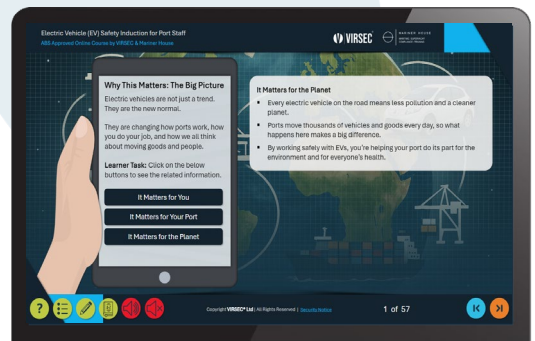 Electric Vehicle (EV) Safety Induction for Port Staff
ABS Approved Online Course by VIRSEC & Mariner House
VIRSEC
MARINER HOUSE
Why This Matters: The Big Picture
Electric vehicles are not just a trend.
They are the new normal.
They are changing how ports work, how
you do your job, and how we all think
about moving goods and people.
Learner Task: Click on the below
buttons to see the related information.
It Matters for You
It Matters for Your Port
It Matters for the Planet
It Matters for the Planet
• Every electric vehicle on the road means less pollution and a cleaner
planet.
• Ports move thousands of vehicles and goods every day, so what
happens here makes a big difference.
• By working safely with EVs, you're helping your port do its part for the
environment and for everyone's health.
?
Copyright VIRSEC® Ltd | All Rights Reserved | Security Notice
1 of 57